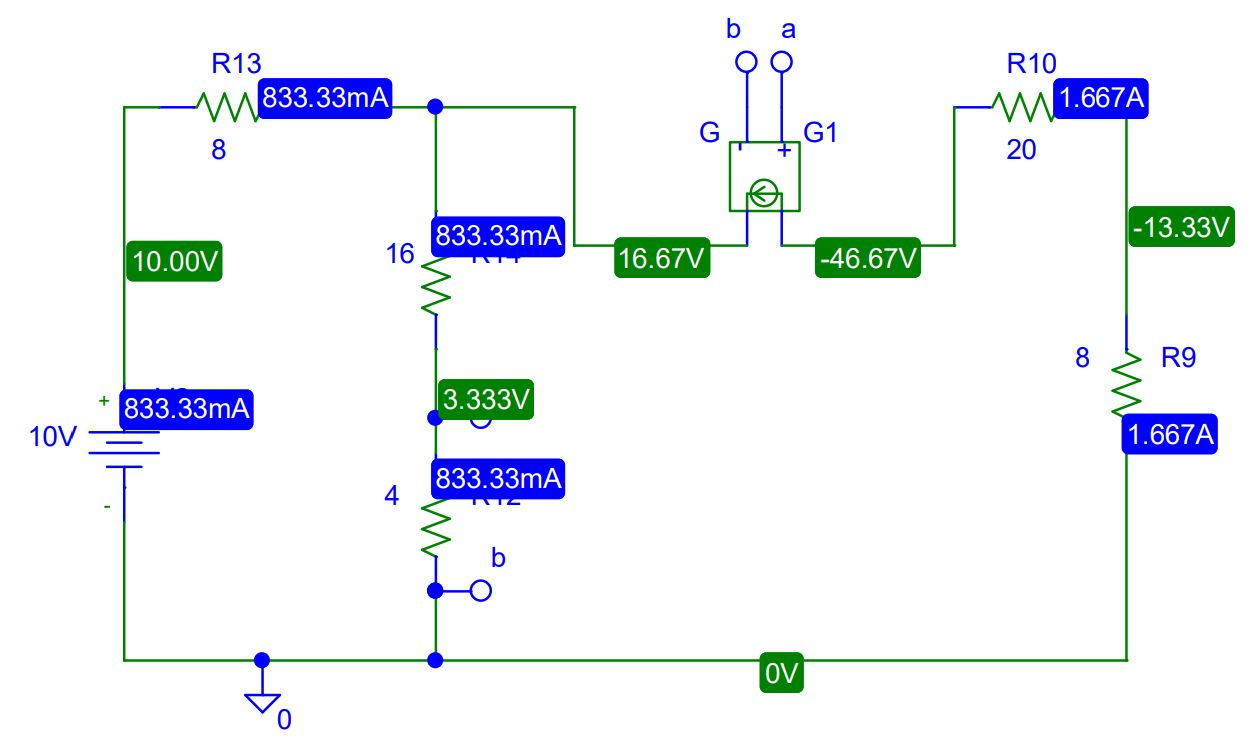 b a
R13
R10
833.33mA
1.667A
G G1
- +
8
20
833.33mA
-13.33V
16
10.00V
16.67V
-46.67V
8 R9
3.333V
+
833.33mA
10V
1.667A
833.33mA
4
-
b
0V
0